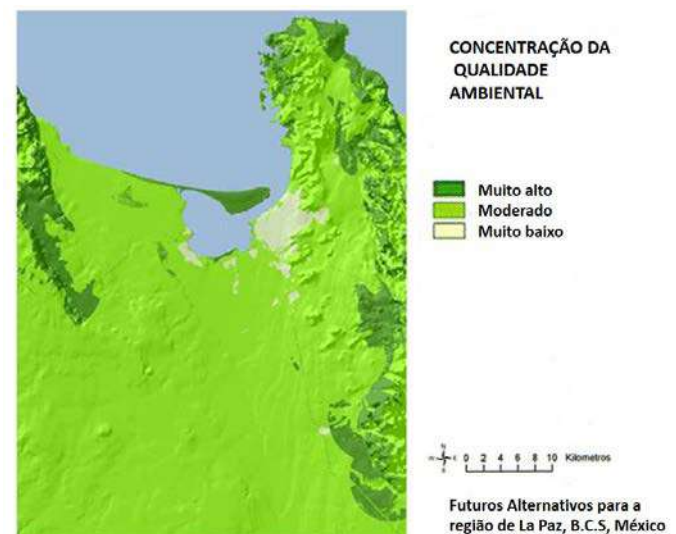 CONCENTRAÇÃO DA
QUALIDADE
AMBIENTAL
Muito alto
Moderado
Muito baixo
N
0 2 4 6 8 10 Kilometros
Futuros Alternativos para a
região de La Paz, B.C.S, México